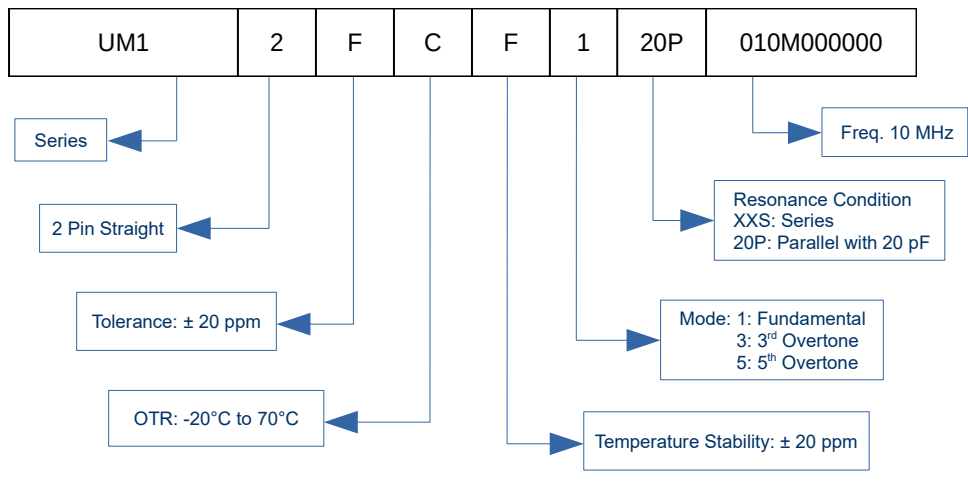 UM1 2 F C F 1 20P 010M000000
Series
Freq. 10 MHz
2 Pin Straight
Resonance Condition
XXS: Series
20P: Parallel with 20 pF
Tolerance: ± 20 ppm
Mode: 1: Fundamental
3: 3rd Overtone
5: 5th Overtone
OTR: -20°C to 70°C
Temperature Stability: ± 20 ppm